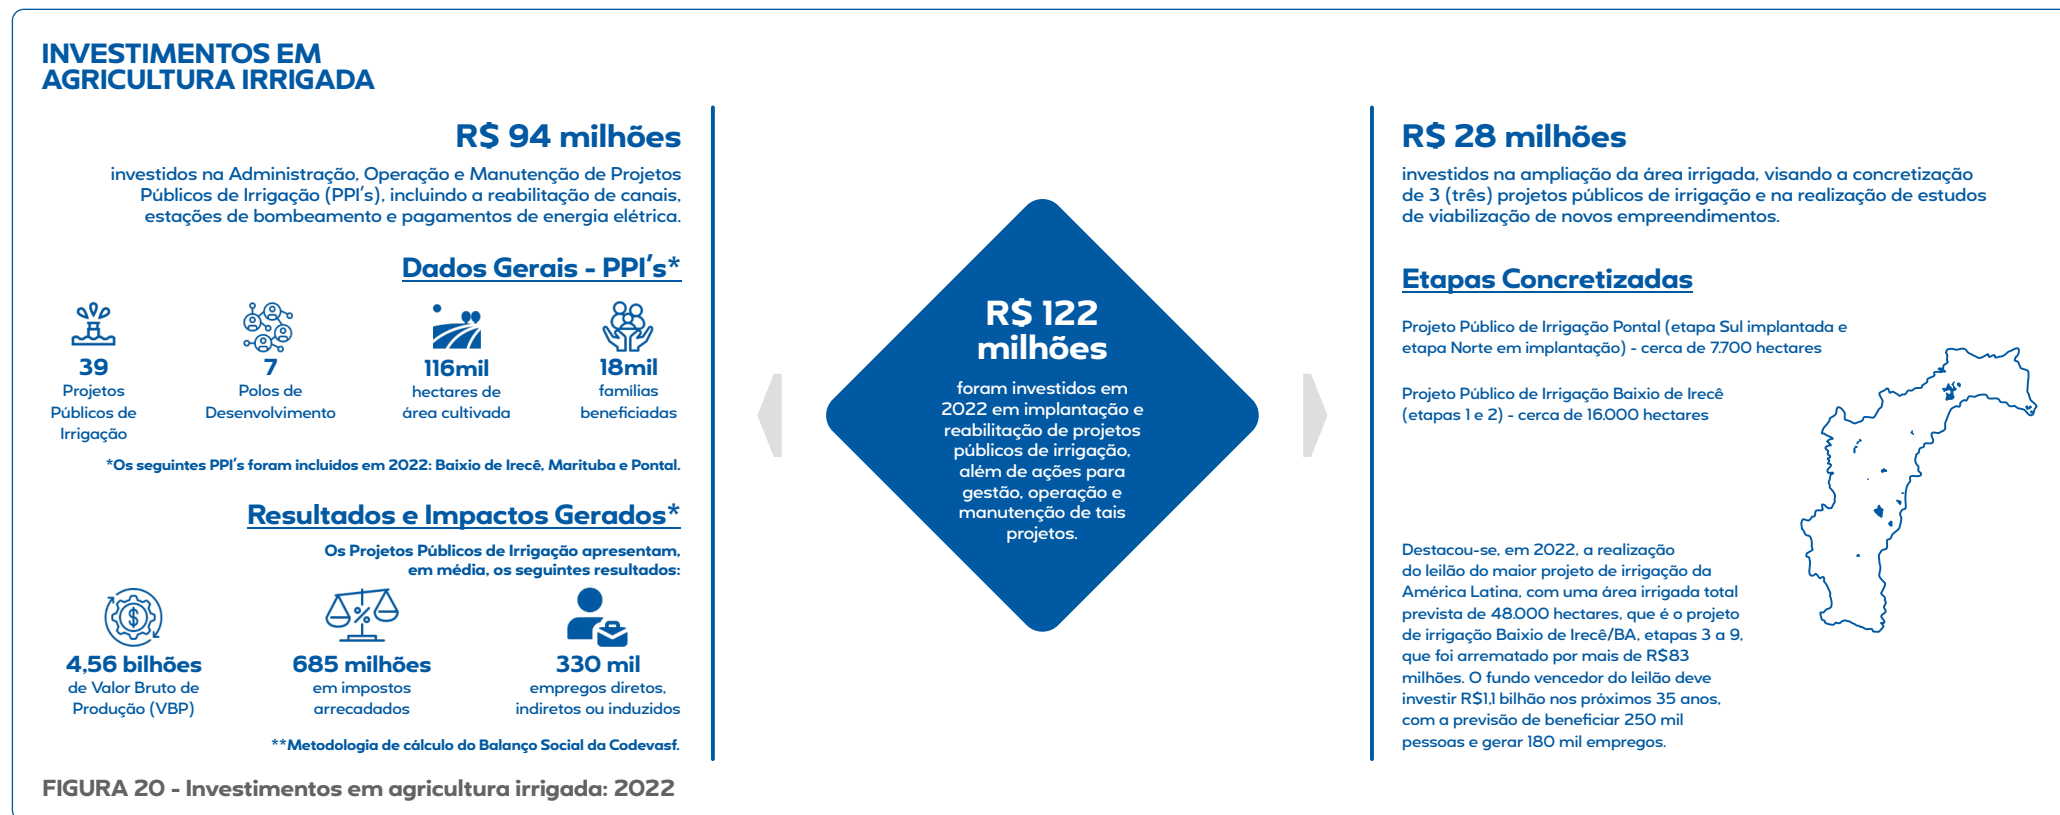 INVESTIMENTOS EM
AGRICULTURA IRRIGADA
R$ 94 milhões
investidos na Administração, Operação e Manutenção de Projetos
Públicos de Irrigação (PPI's), incluindo a reabilitação de canais,
estações de bombeamento e pagamentos de energia elétrica.
Dados Gerais - PPI's*
39
Projetos
Públicos de
Irrigação
7
Polos de
Desenvolvimento
116mil
hectares de
área cultivada
18mil
famílias
beneficiadas
*Os seguintes PPI's foram incluídos em 2022: Baixio de Irecê, Marituba e Pontal.
Resultados e Impactos Gerados*
Os Projetos Públicos de Irrigação apresentam,
em média, os seguintes resultados:
$
4,56 bilhões
de Valor Bruto de
Produção (VBP)
%
685 milhões
em impostos
arrecadados
330 mil
empregos diretos,
indiretos ou induzidos
**Metodologia de cálculo do Balanço Social da Codevasf.
R$ 122
milhões
foram investidos em
2022 em implantação e
reabilitação de projetos
públicos de irrigação,
além de ações para
gestão, operação e
manutenção de tais
projetos.
R$ 28 milhões
investidos na ampliação da área irrigada, visando a concretização
de 3 (três) projetos públicos de irrigação e na realização de estudos
de viabilização de novos empreendimentos.
Etapas Concretizadas
Projeto Público de Irrigação Pontal (etapa Sul implantada e
etapa Norte em implantação) - cerca de 7.700 hectares
Projeto Público de Irrigação Baixio de Irecê
(etapas 1 e 2) - cerca de 16.000 hectares
Destacou-se, em 2022, a realização
do leilão do maior projeto de irrigação da
América Latina, com uma área irrigada total
prevista de 48.000 hectares, que é o projeto
de irrigação Baixio de Irecê/BA, etapas 3 a 9,
que foi arrematado por mais de R$83
milhões. O fundo vencedor do leilão deve
investir R$1,1 bilhão nos próximos 35 anos,
com a previsão de beneficiar 250 mil
pessoas e gerar 180 mil empregos.
FIGURA 20 - Investimentos em agricultura irrigada: 2022